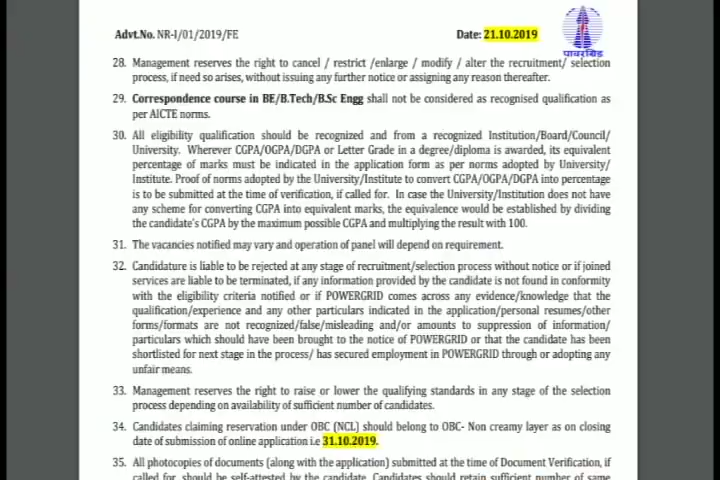 Advt.No. NR-I/01/2019/FE Date: 21.10.2019
पावरग्रिड
28. Management reserves the right to cancel / restrict /enlarge / modify / alter the recruitment/ selection
process, if need so arises, without issuing any further notice or assigning any reason thereafter.
29. Correspondence course in BE/B.Tech/B.Sc Engg shall not be considered as recognised qualification as
per AICTE norms.
30. All eligibility qualification should be recognized and from a recognized Institution/Board/Council/
University. Wherever CGPA/OGPA/DGPA or Letter Grade in a degree/diploma is awarded, its equivalent
percentage of marks must be indicated in the application form as per norms adopted by University/
Institute. Proof of norms adopted by the University/Institute to convert CGPA/OGPA/DGPA into percentage
is to be submitted at the time of verification, if called for. In case the University/Institution does not have
any scheme for converting CGPA into equivalent marks, the equivalence would be established by dividing
the candidate's CGPA by the maximum possible CGPA and multiplying the result with 100.
31. The vacancies notified may vary and operation of panel will depend on requirement.
32. Candidature is liable to be rejected at any stage of recruitment/selection process without notice or if joined
services are liable to be terminated, if any information provided by the candidate is not found in conformity
with the eligibility criteria notified or if POWERGRID comes across any evidence/knowledge that the
qualification/experience and any other particulars indicated in the application/personal resumes/other
forms/formats are not recognized/false/misleading and/or amounts to suppression of information/
particulars which should have been brought to the notice of POWERGRID or that the candidate has been
shortlisted for next stage in the process/ has secured employment in POWERGRID through or adopting any
unfair means.
33. Management reserves the right to raise or lower the qualifying standards in any stage of the selection
process depending on availability of sufficient number of candidates.
34. Candidates claiming reservation under OBC (NCL) should belong to OBC- Non creamy layer as on closing
date of submission of online application i.e 31.10.2019.
35. All photocopies of documents (along with the application) submitted at the time of Document Verification, if
called for, should be self-attested by the candidate. Candidates should retain sufficient number of same